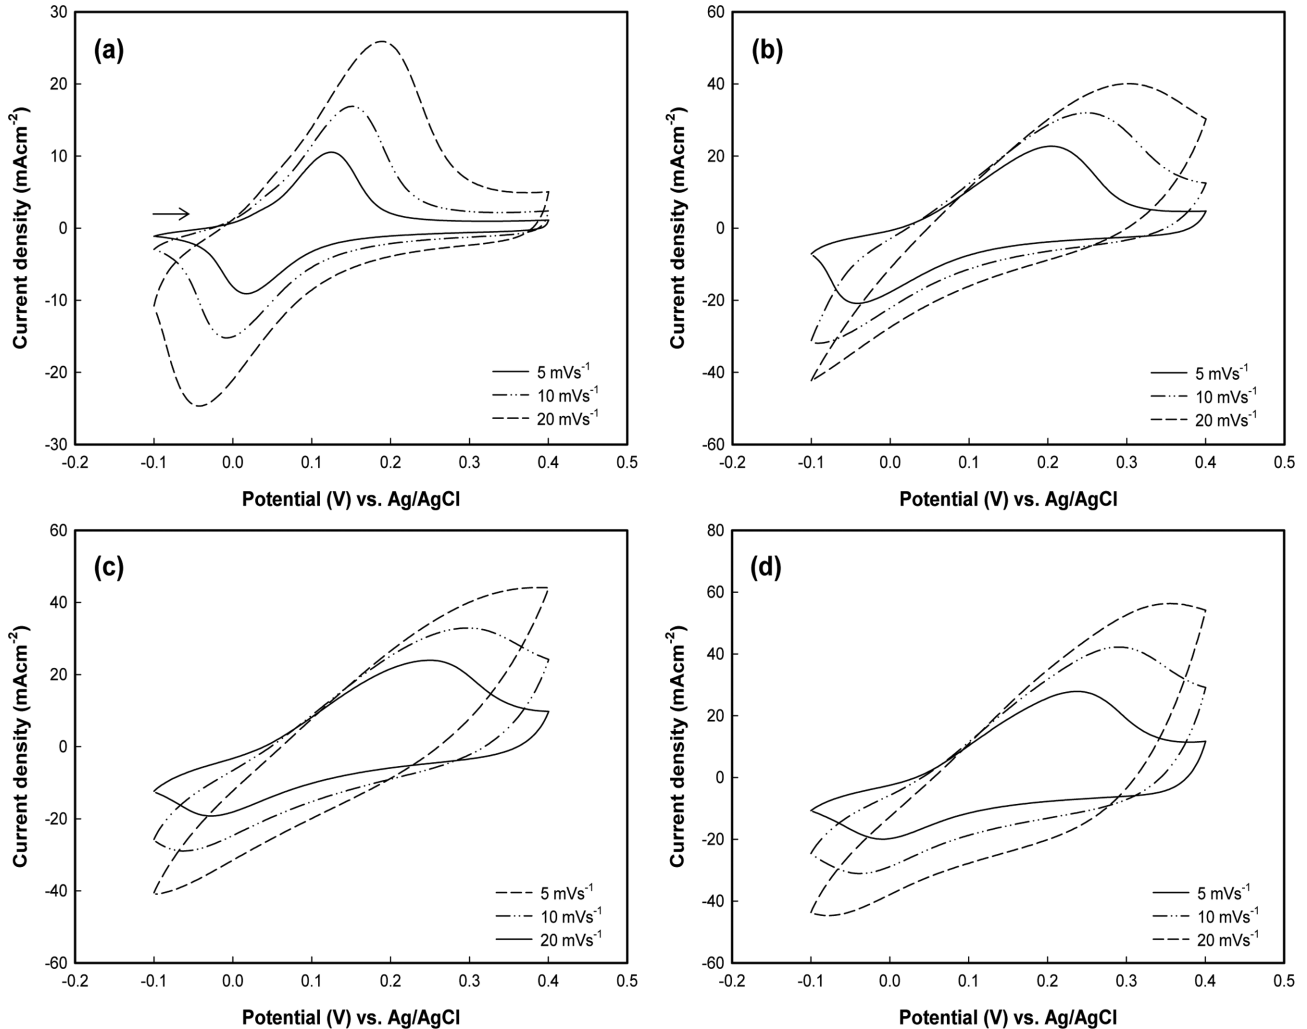 (a)
30
20
10
0
-10
-20
-30
-0.2 -0.1 0.0 0.1 0.2 0.3 0.4 0.5
Current density (mAcm⁻²)
Potential (V) vs. Ag/AgCl
5 mVs⁻¹
10 mVs⁻¹
20 mVs⁻¹
(b)
60
40
20
0
-20
-40
-60
-0.2 -0.1 0.0 0.1 0.2 0.3 0.4 0.5
Current density (mAcm⁻²)
Potential (V) vs. Ag/AgCl
5 mVs⁻¹
10 mVs⁻¹
20 mVs⁻¹
(c)
60
40
20
0
-20
-40
-60
-0.2 -0.1 0.0 0.1 0.2 0.3 0.4 0.5
Current density (mAcm⁻²)
Potential (V) vs. Ag/AgCl
5 mVs⁻¹
10 mVs⁻¹
20 mVs⁻¹
(d)
80
60
40
20
0
-20
-40
-60
-0.2 -0.1 0.0 0.1 0.2 0.3 0.4 0.5
Current density (mAcm⁻²)
Potential (V) vs. Ag/AgCl
5 mVs⁻¹
10 mVs⁻¹
20 mVs⁻¹